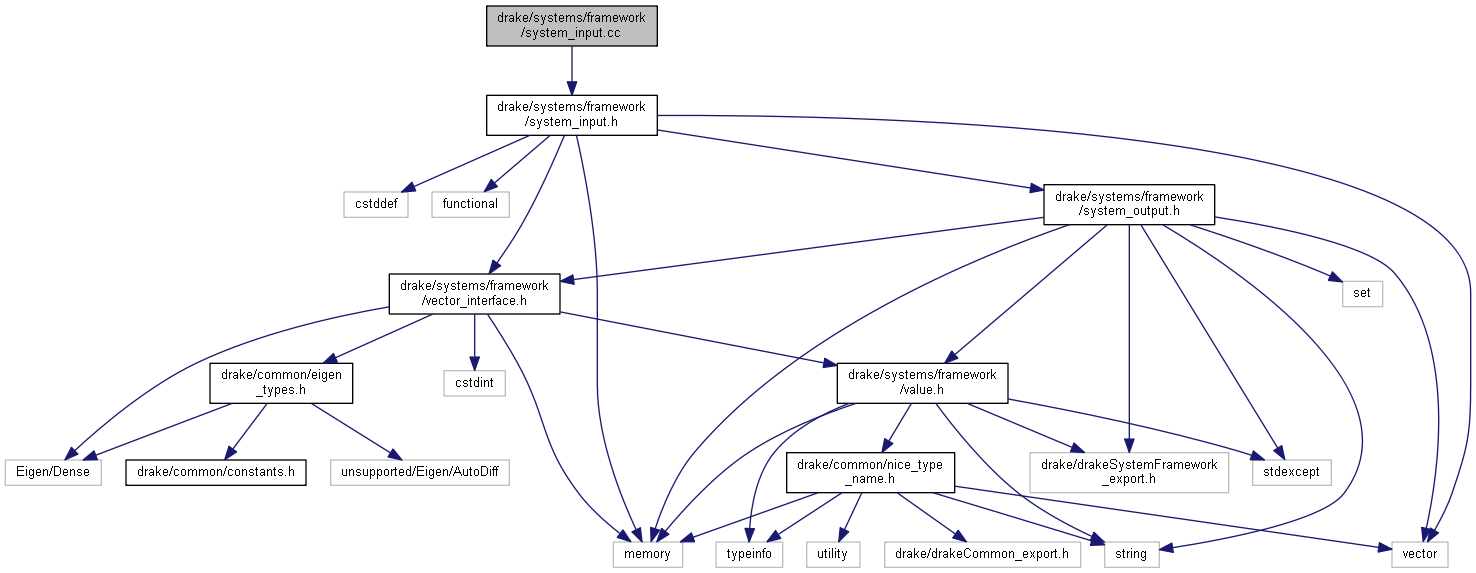 drake/systems/framework
/system_input.cc
drake/systems/framework
/system_input.h
cstddef
functional
drake/systems/framework
/system_output.h
drake/systems/framework
/vector_interface.h
set
drake/common/eigen
_types.h
cstdint
drake/systems/framework
/value.h
Eigen/Dense
drake/common/constants.h
unsupported/Eigen/AutoDiff
drake/common/nice_type
_name.h
drake/drakeSystemFramework
_export.h
stdexcept
memory
typeinfo
utility
drake/drakeCommon_export.h
string
vector